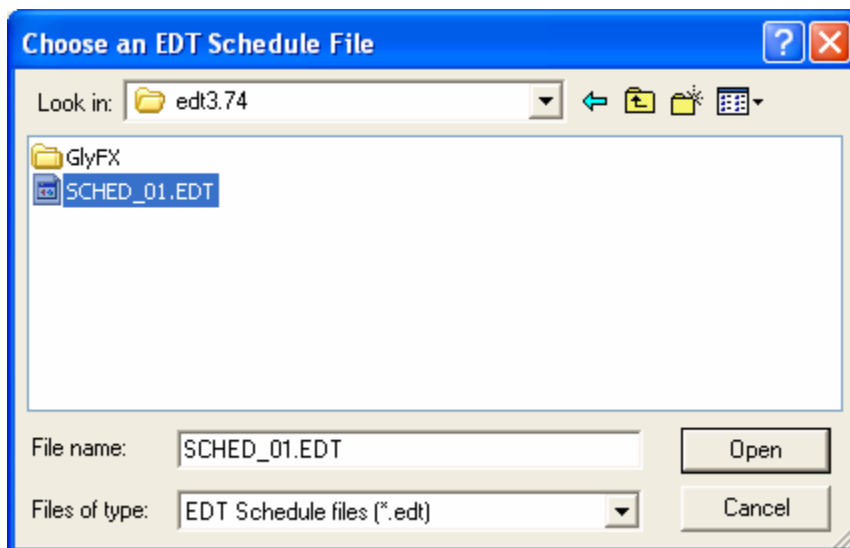 Choose an EDT Schedule File
Look in: edt3.74
GlyFX
SCHED_01.EDT
File name: SCHED_01.EDT Open
Files of type: EDT Schedule files (*.edt) Cancel